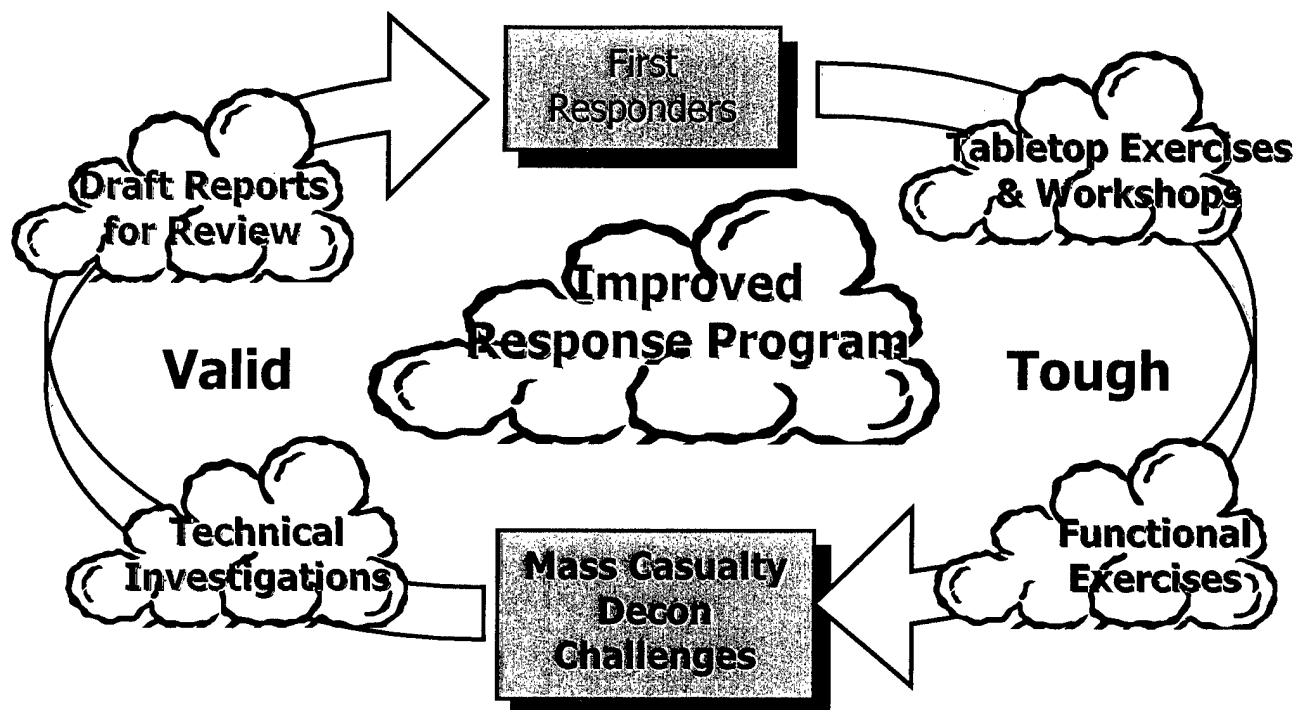 First
Responders
Tabletop Exercises
& Workshops
Draft Reports
for Review
Improved
Response Program
Valid
Tough
Technical
Investigations
Mass Casualty
Decon
Challenges
Functional
Exercises